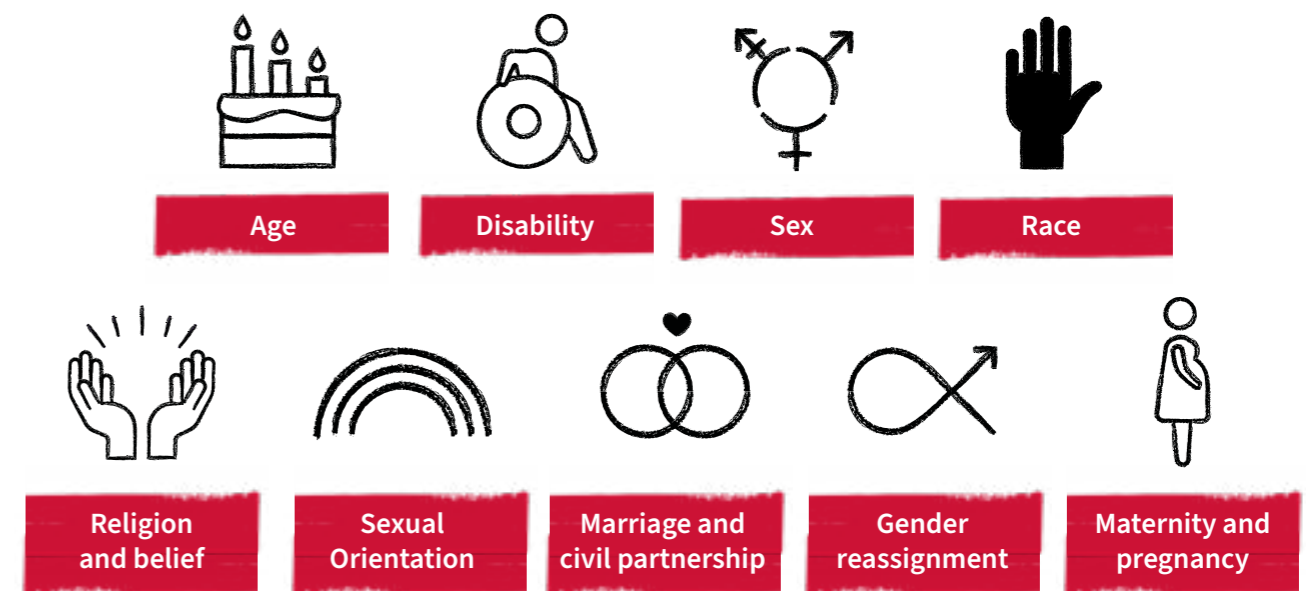 Age
Disability
Sex
Race
Religion
and belief
Sexual
Orientation
Marriage and
civil partnership
Gender
reassignment
Maternity and
pregnancy